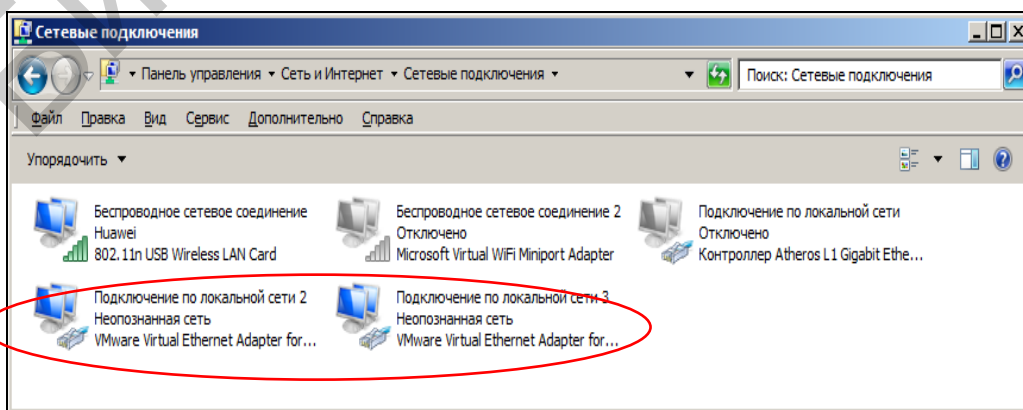 Сетевые подключения
Панель управления Сеть и Интернет Сетевые подключения Поиск: Сетевые подключения
Файл Правка Вид Сервис Дополнительно Справка
Упорядочить
Беспроводное сетевое соединение
Huawei
802.11n USB Wireless LAN Card
Беспроводное сетевое соединение 2
Отключено
Microsoft Virtual WiFi Miniport Adapter
Подключение по локальной сети
Отключено
Контроллер Atheros L1 Gigabit Ethe...
Подключение по локальной сети 2
Неопознанная сеть
VMware Virtual Ethernet Adapter for...
Подключение по локальной сети 3
Неопознанная сеть
VMware Virtual Ethernet Adapter for...